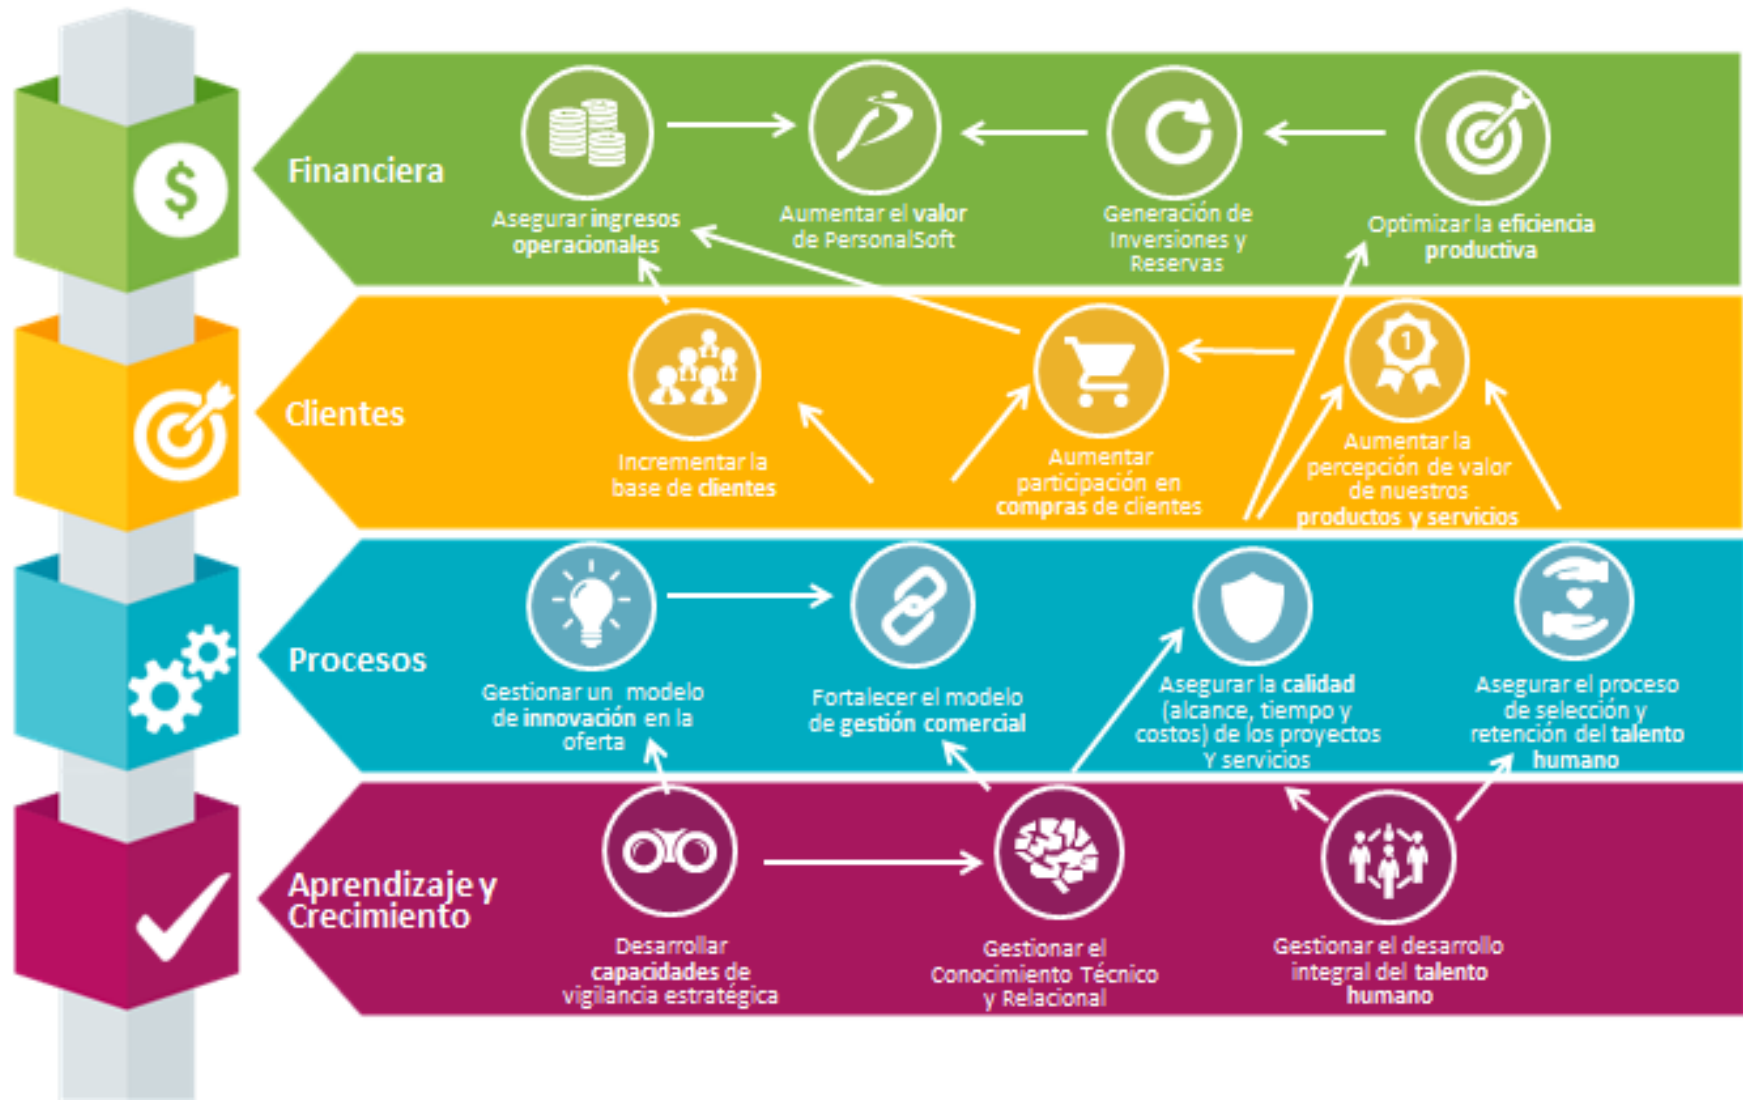 $
Financiera
Asegurar ingresos
operacionales
Aumentar el valor
de PersonalSoft
Generación de
Inversiones y
Reservas
Optimizar la eficiencia
productiva
Clientes
Incrementar la
base de clientes
Aumentar
participación en
compras de clientes
1
Aumentar la
percepción de valor
de nuestros
productos y servicios
Procesos
Gestionar un modelo
de innovación en la
oferta
Fortalecer el modelo
de gestión comercial
Asegurar la calidad
(alcance, tiempo y
costos) de los proyectos
Y servicios
Asegurar el proceso
de selección y
retención del talento
humano
Aprendizaje y
Crecimiento
Desarrollar
capacidades de
vigilancia estratégica
Gestionar el
Conocimiento Técnico
y Relacional
Gestionar el desarrollo
integral del talento
humano